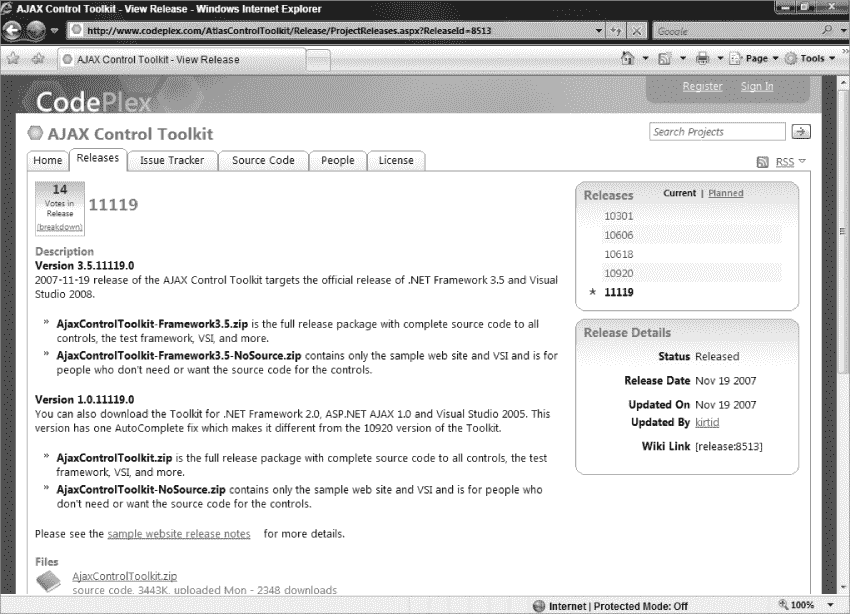 AJAX Control Toolkit - View Release - Windows Internet Explorer
http://www.codeplex.com/AtlasControlToolkit/Release/ProjectReleases.aspx?ReleaseId=8513
Google
AJAX Control Toolkit - View Release
Page
Tools
Register Sign In
CodePlex
AJAX Control Toolkit
Search Projects
Home Releases Issue Tracker Source Code People License
RSS
14
Votes in
Release
(breakdown)
11119
Description
Version 3.5.11119.0
2007-11-19 release of the AJAX Control Toolkit targets the official release of .NET Framework 3.5 and Visual
Studio 2008.
» AjaxControlToolkit-Framework3.5.zip is the full release package with complete source code to all
controls, the test framework, VSI, and more.
» AjaxControlToolkit-Framework3.5-NoSource.zip contains only the sample web site and VSI and is for
people who don't need or want the source code for the controls.
Version 1.0.11119.0
You can also download the Toolkit for .NET Framework 2.0, ASP.NET AJAX 1.0 and Visual Studio 2005. This
version has one AutoComplete fix which makes it different from the 10920 version of the Toolkit.
» AjaxControlToolkit.zip is the full release package with complete source code to all controls, the test
framework, VSI, and more.
» AjaxControlToolkit-NoSource.zip contains only the sample web site and VSI and is for people who
don't need or want the source code for the controls.
Please see the sample website release notes for more details.
Files
AjaxControlToolkit.zip
source code, 3443K, uploaded Mon - 2348 downloads
Releases Current | Planned
10301
10606
10618
10920
* 11119
Release Details
Status Released
Release Date Nov 19 2007
Updated On Nov 19 2007
Updated By kirtid
Wiki Link [release:8513]
Internet | Protected Mode: Off
100%